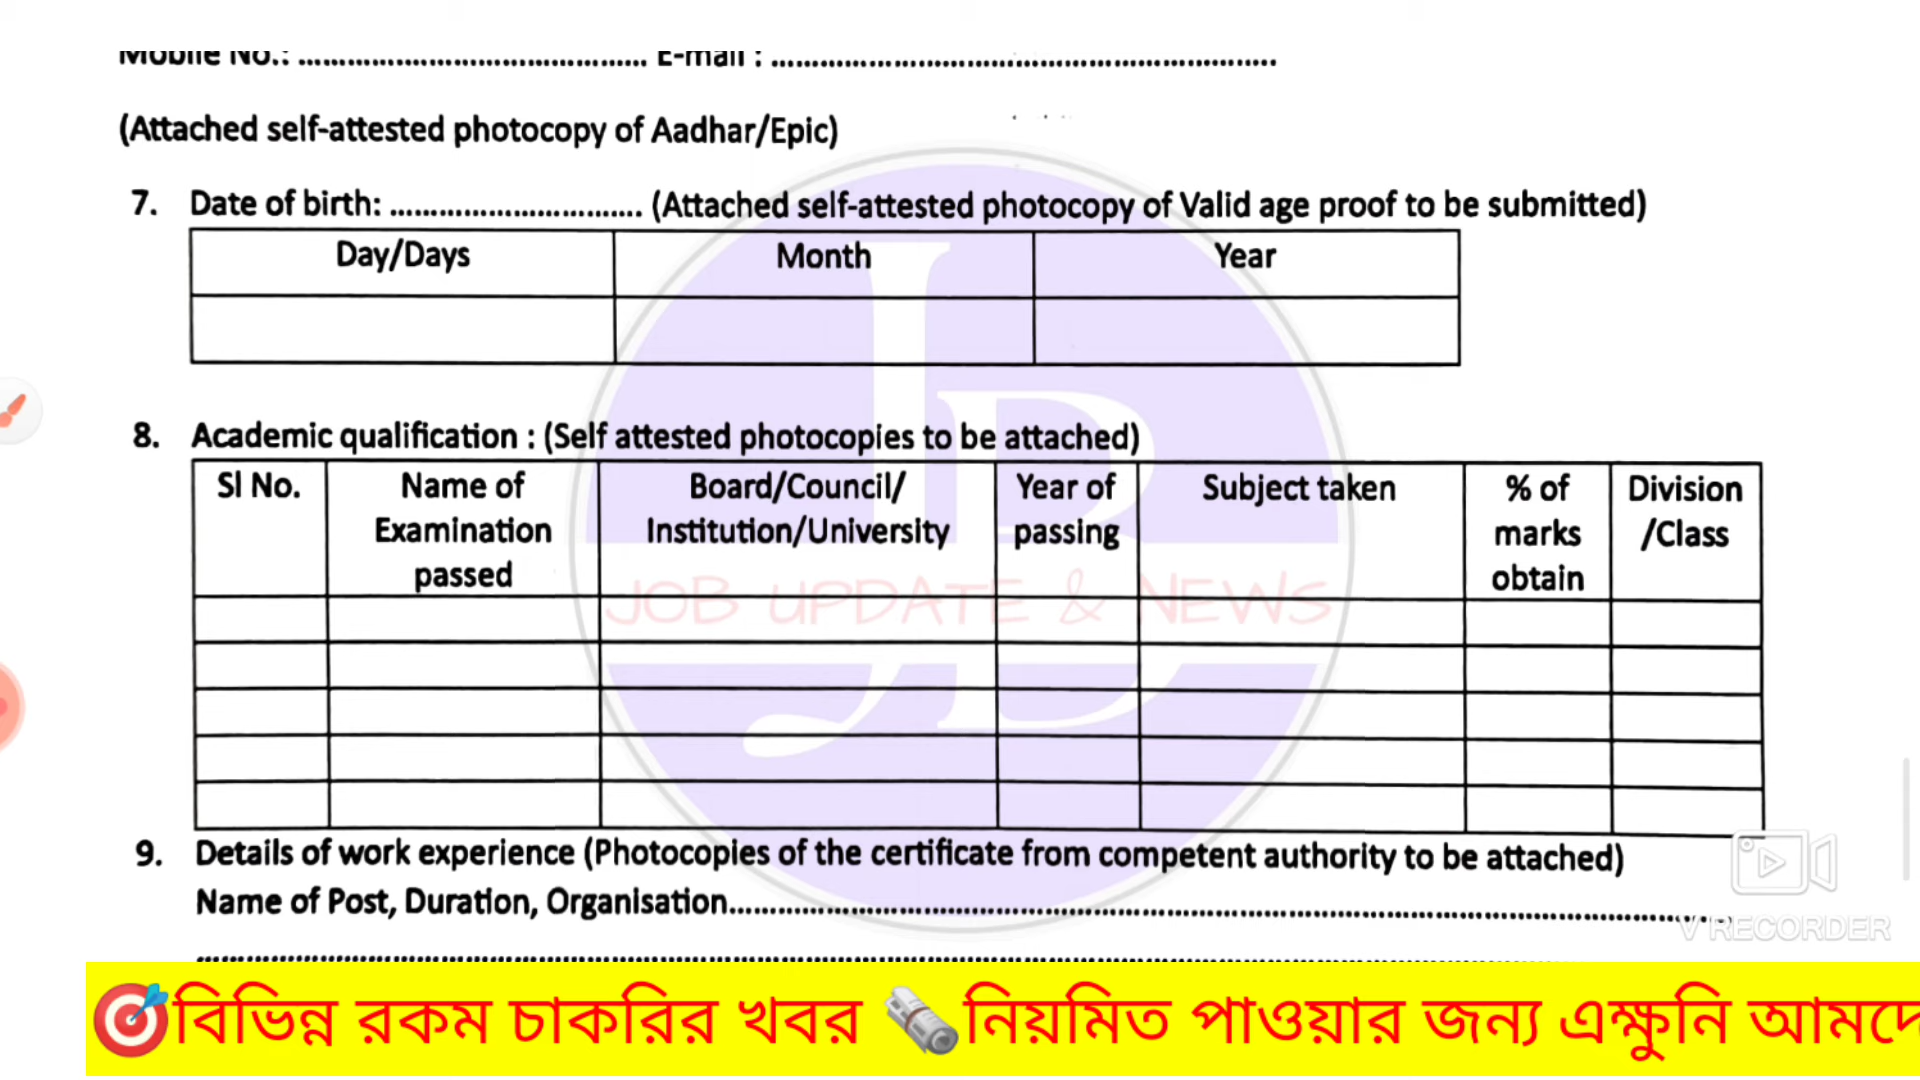 Mobile No.: .......................................... E-mail : .............................................................
(Attached self-attested photocopy of Aadhar/Epic)
7. Date of birth: ............................... (Attached self-attested photocopy of Valid age proof to be submitted)
Day/Days Month Year
8. Academic qualification : (Self attested photocopies to be attached)
Sl No. Name of Board/Council/ Year of Subject taken % of Division
Examination Institution/University passing marks /Class
passed obtain
JOB UPDATE & NEWS
9. Details of work experience (Photocopies of the certificate from competent authority to be attached)
Name of Post, Duration, Organisation..........................................................................
V RECORDER
🎯বিভিন্ন রকম চাকরির খবর 🗞️নিয়মিত পাওয়ার জন্য এক্ষুনি আমদে